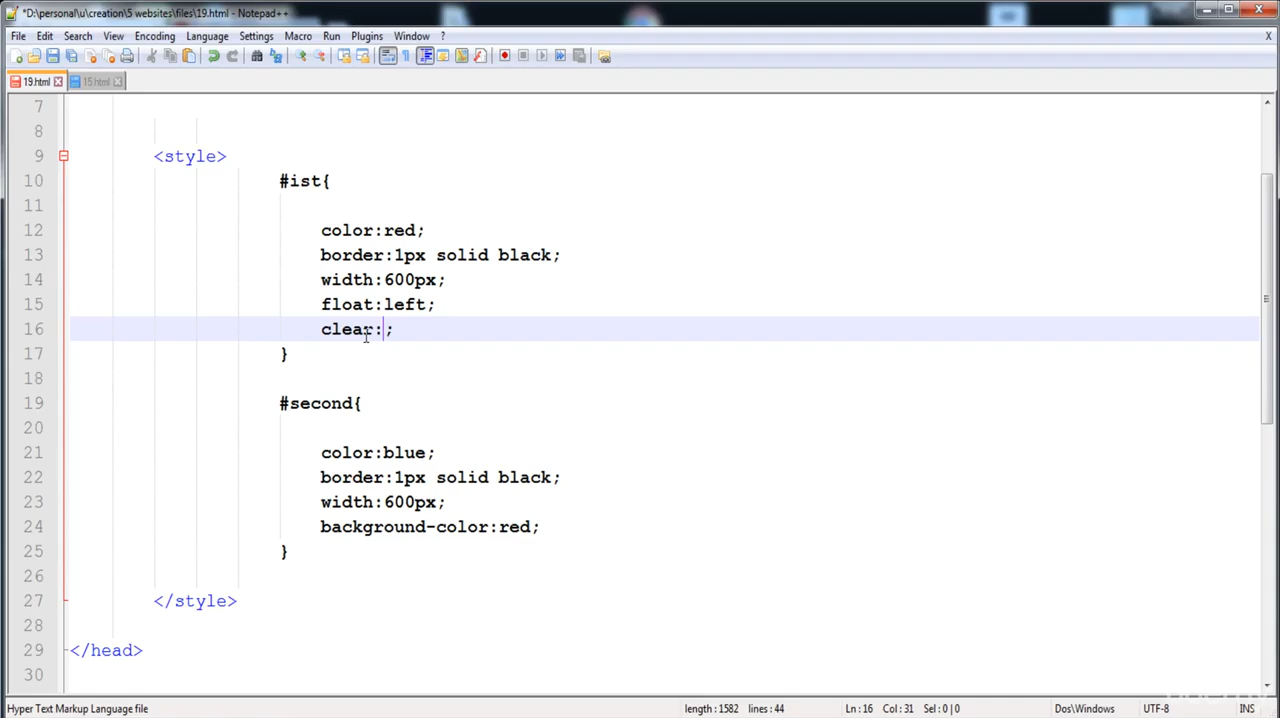 *D:\personal\u\creation\5 websites\files\19.html - Notepad++
File Edit Search View Encoding Language Settings Macro Run Plugins Window ? X
19.html 15.html
7
8
9 <style>
10 #ist{
11
12 color:red;
13 border:1px solid black;
14 width:600px;
15 float:left;
16 clear:;
17 }
18
19 #second{
20
21 color:blue;
22 border:1px solid black;
23 width:600px;
24 background-color:red;
25 }
26
27 </style>
28
29 </head>
30
Hyper Text Markup Language file length : 1582 lines : 44 Ln : 16 Col : 31 Sel : 0 | 0 Dos\Windows UTF-8 INS